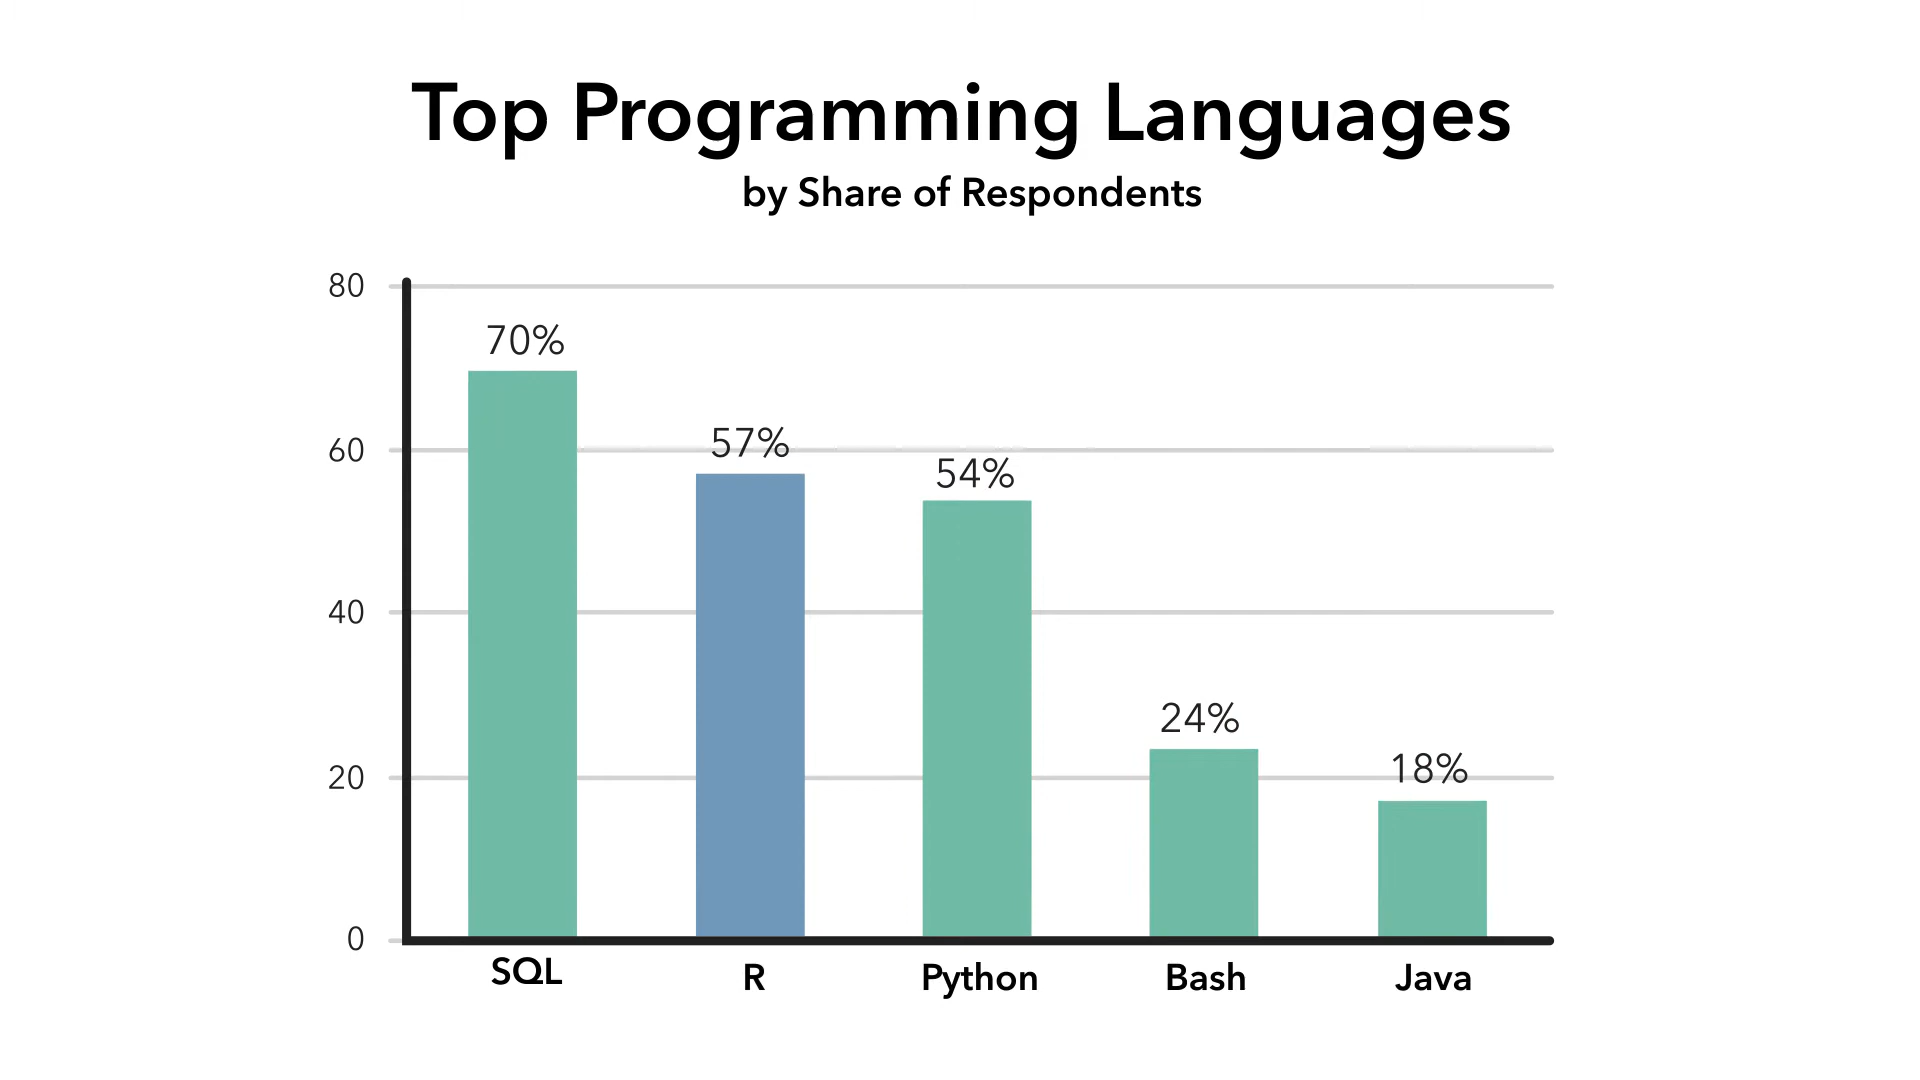 Top Programming Languages
by Share of Respondents
80
70%
60
57%
54%
40
24%
20
18%
0
SQL
R
Python
Bash
Java